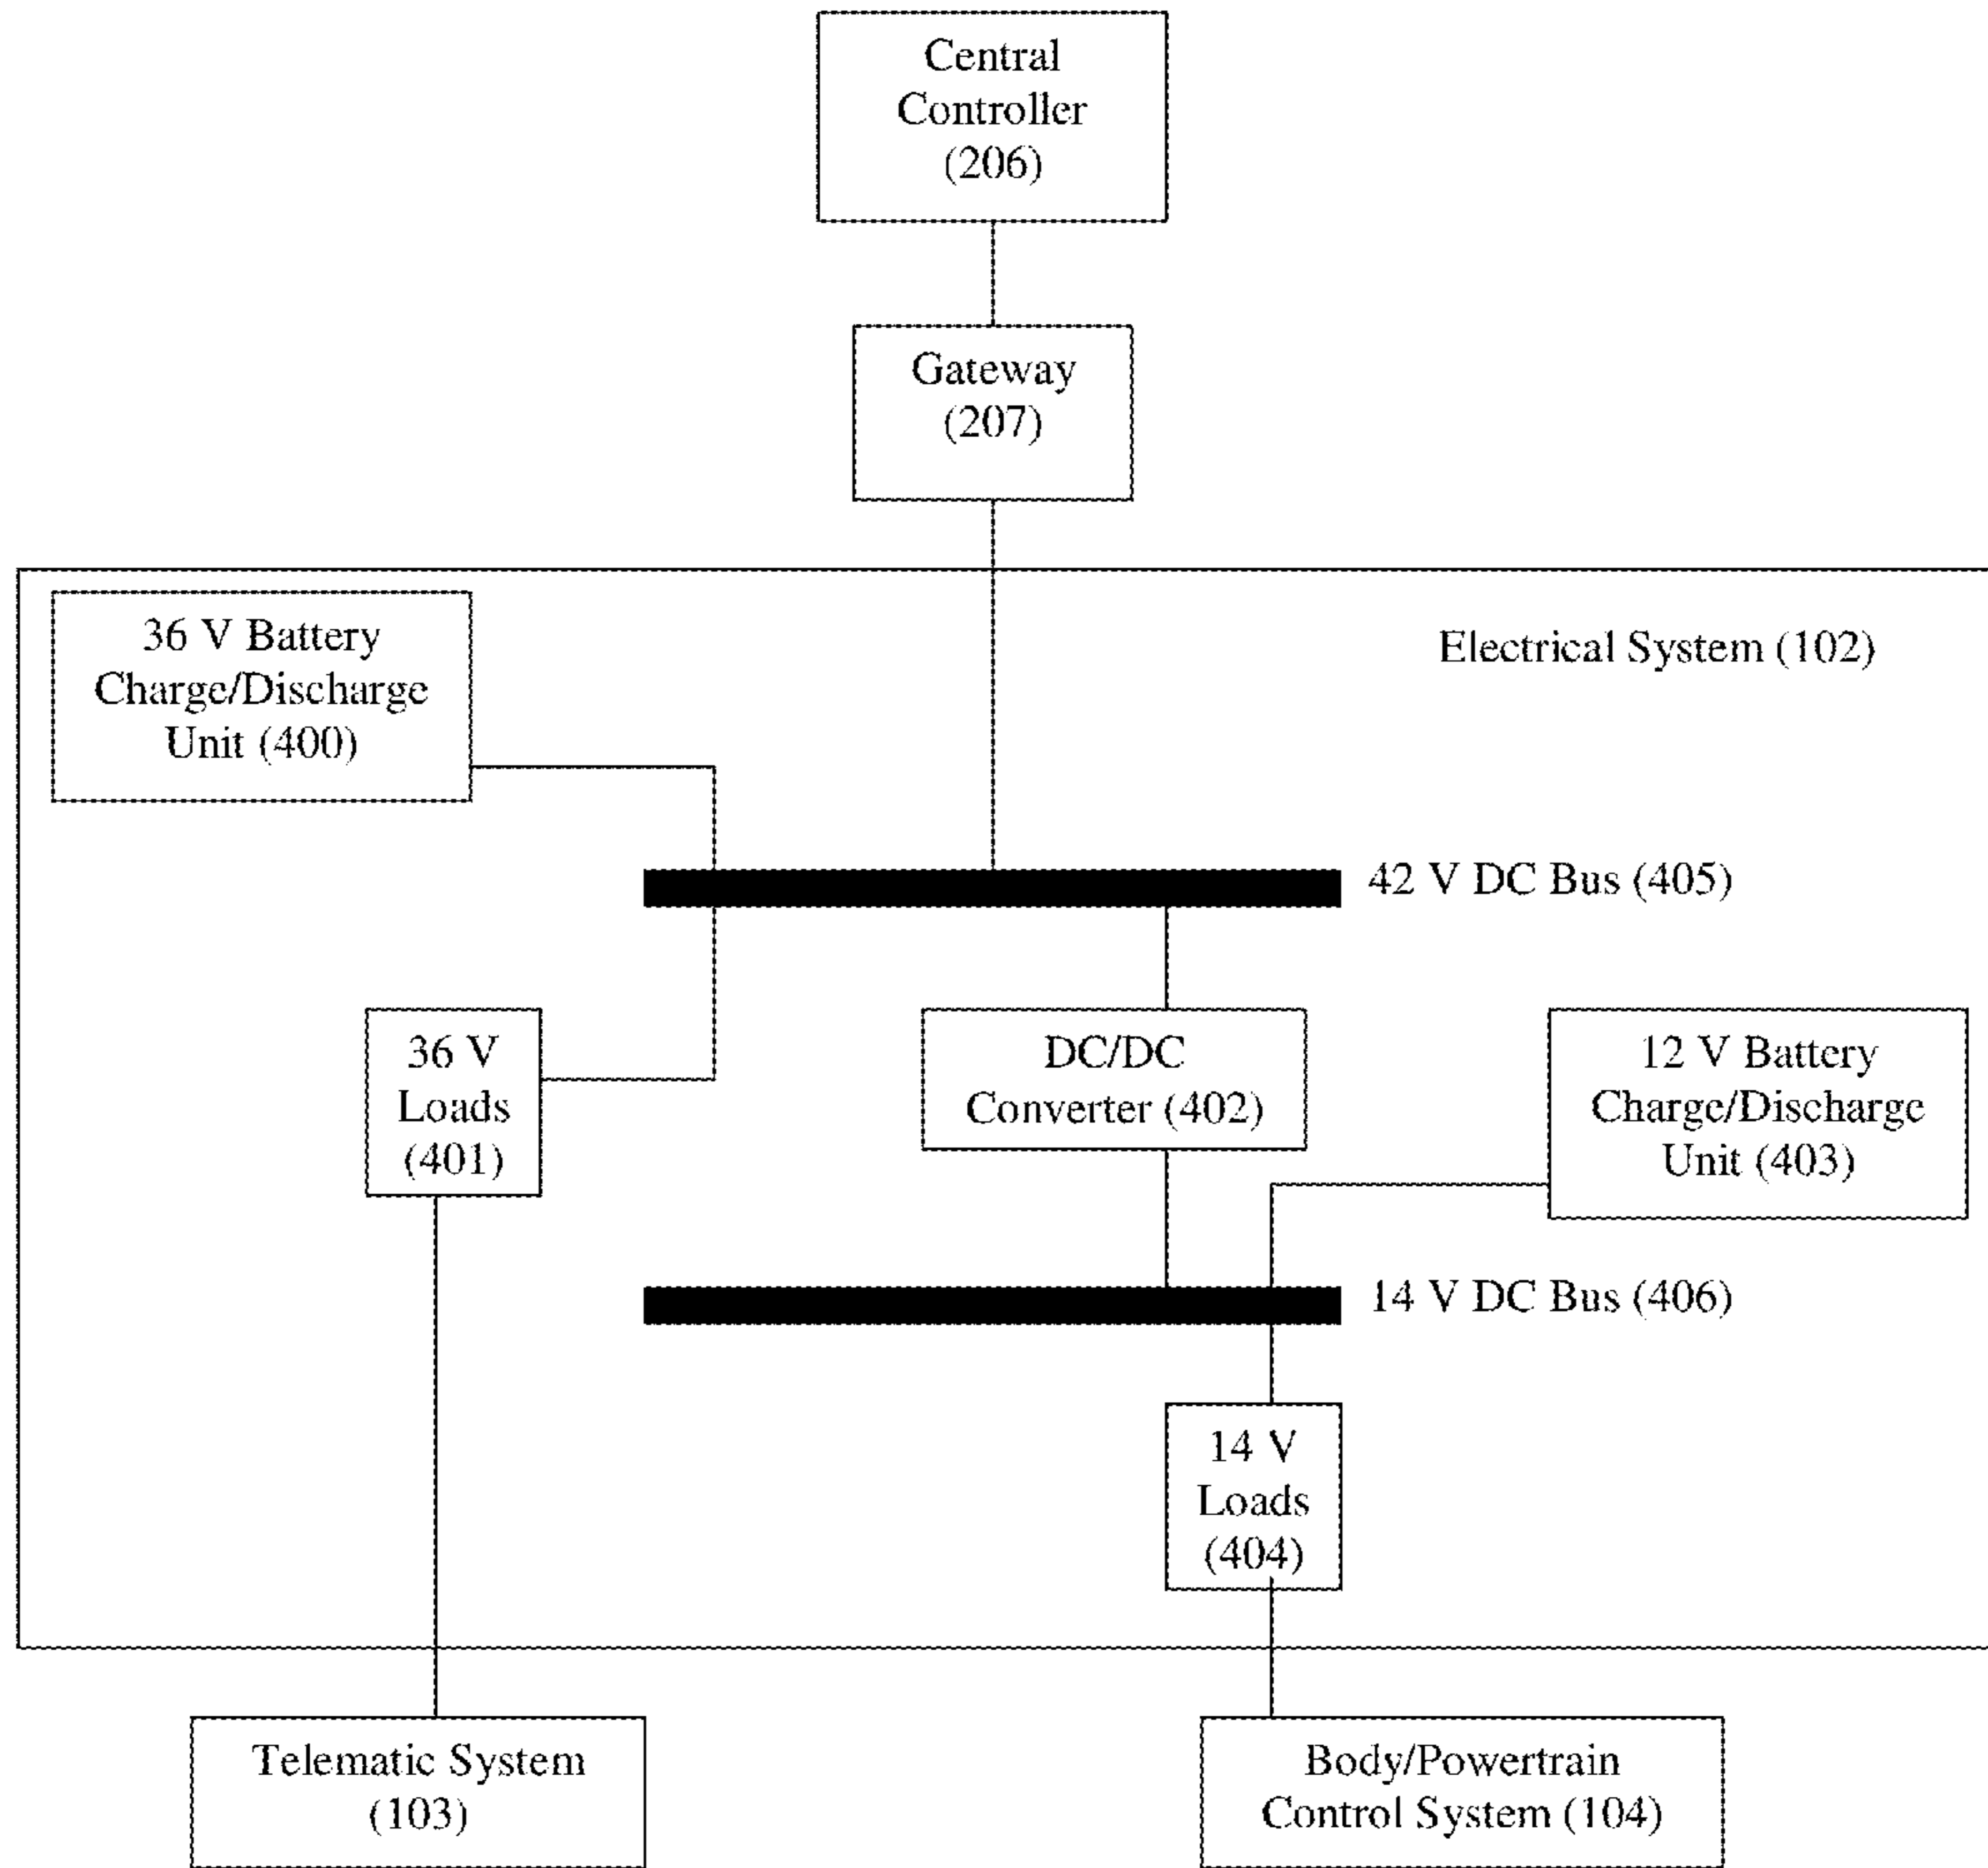 Central
Controller
(206)
Gateway
(207)
36 V Battery
Charge/Discharge
Unit (400)
Electrical System (102)
42 V DC Bus (405)
36 V
Loads
(401)
DC/DC
Converter (402)
12 V Battery
Charge/Discharge
Unit (403)
14 V DC Bus (406)
14 V
Loads
(404)
Telematic System
(103)
Body/Powertrain
Control System (104)